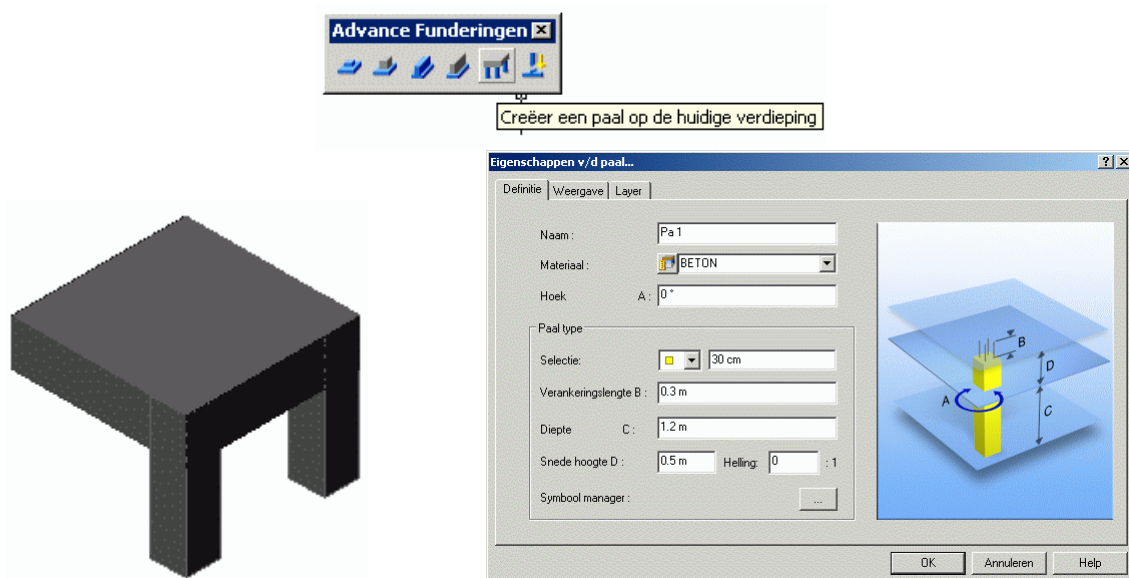 Advance Funderingen
Creëer een paal op de huidige verdieping
Eigenschappen v/d paal...
Definitie Weergave Layer
Naam : Pa 1
Materiaal : BETON
Hoek A : 0 °
Paal type
Selectie: 30 cm
Verankeringslengte B : 0.3 m
Diepte C : 1.2 m
Snede hoogte D : 0.5 m Helling: 0 : 1
Symbool manager : ...
B
D
A
C
OK Annuleren Help